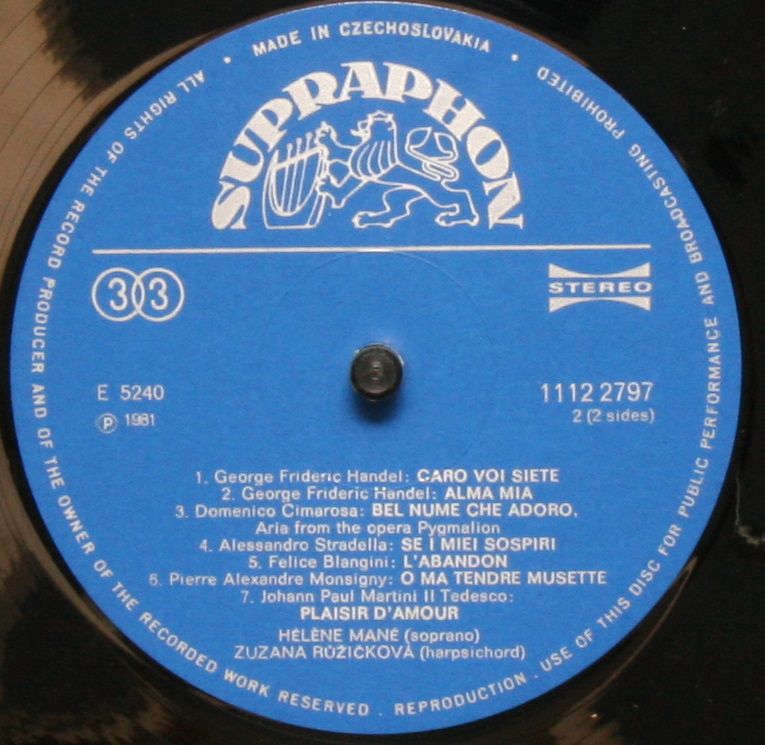 MADE IN CZECHOSLOVAKIA
ALL RIGHTS OF THE RECORD PRODUCER AND OF THE OWNER OF THE RECORDED WORK RESERVED . REPRODUCTION . USE OF THIS DISC FOR PUBLIC PERFORMANCE AND BROADCASTING PROHIBITED
SUPRAPHON
33
STEREO
E 5240
℗ 1981
1112 2797
2 (2 sides)
1. George Frideric Handel: CARO VOI SIETE
2. George Frideric Handel: ALMA MIA
3. Domenico Cimarosa: BEL NUME CHE ADORO,
Aria from the opera Pygmalion
4. Alessandro Stradella: SE I MIEI SOSPIRI
5. Felice Blangini: L'ABANDON
6. Pierre Alexandre Monsigny: O MA TENDRE MUSETTE
7. Johann Paul Martini Il Tedesco:
PLAISIR D'AMOUR
HÉLÈNE MANÉ (soprano)
ZUZANA RŮŽIČKOVÁ (harpsichord)